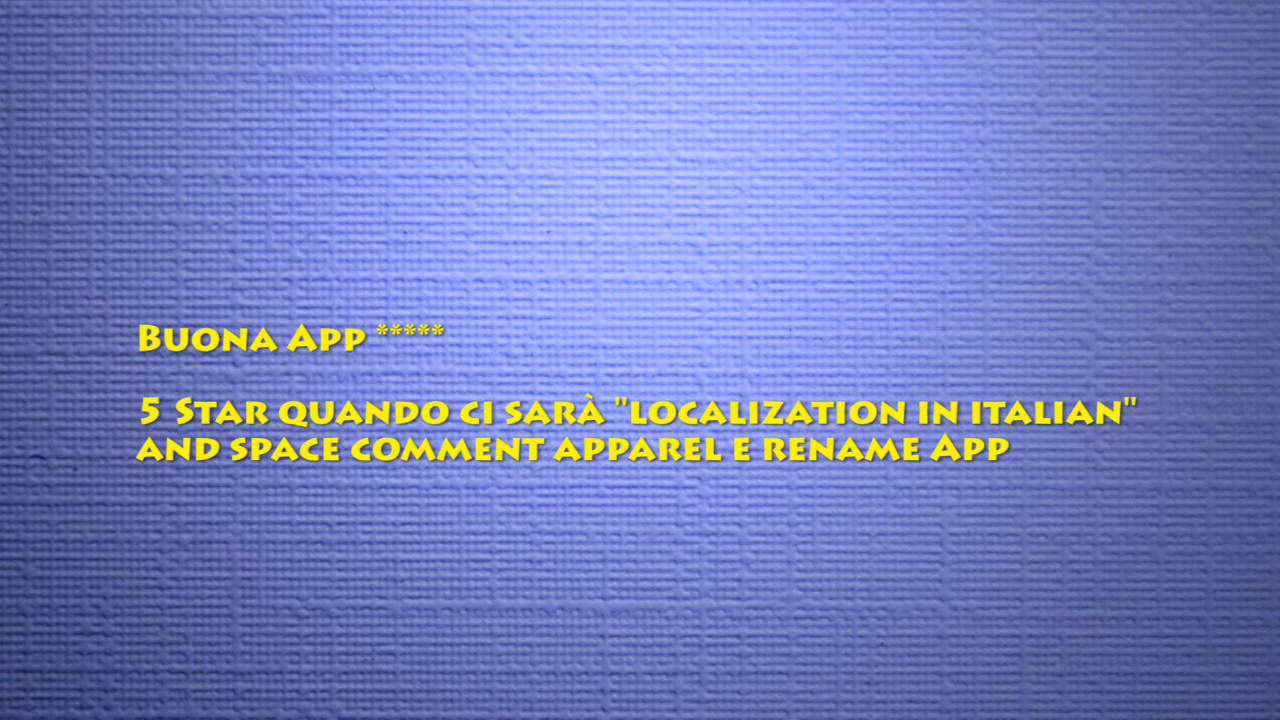 Buona App *****
5 Star quando ci sarà "localization in italian"
and space comment apparel e rename App